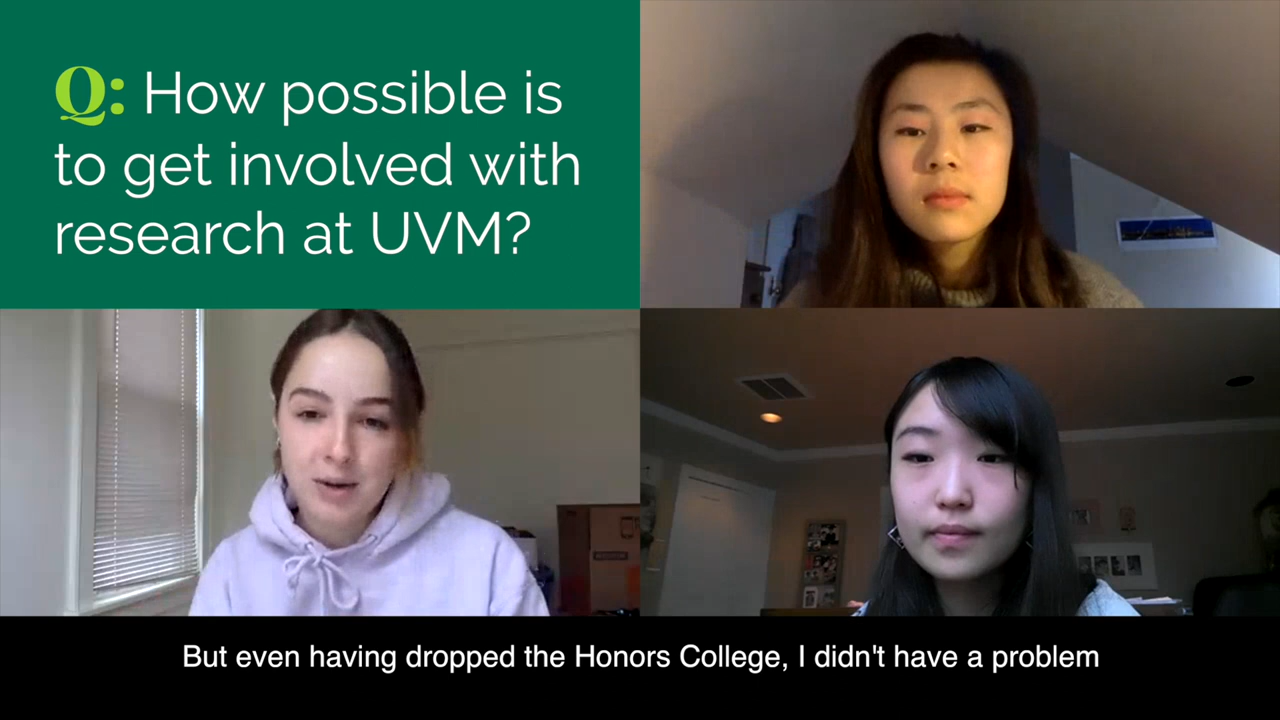 Q: How possible is
to get involved with
research at UVM?
But even having dropped the Honors College, I didn't have a problem